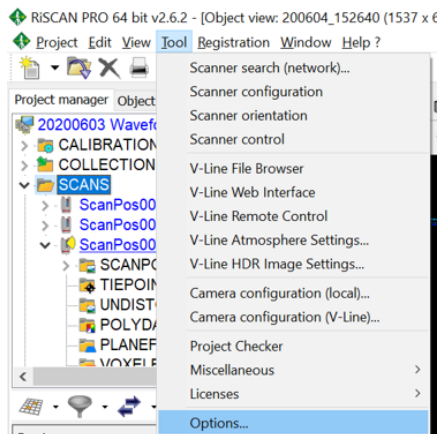 RiSCAN PRO 64 bit v2.6.2 - [Object view: 200604_152640 (1537 x 6
Project Edit View Tool Registration Window Help ?
Scanner search (network)...
Scanner configuration
Scanner orientation
Scanner control
V-Line File Browser
V-Line Web Interface
V-Line Remote Control
V-Line Atmosphere Settings...
V-Line HDR Image Settings...
Camera configuration (local)...
Camera configuration (V-Line)...
Project Checker
Miscellaneous
Licenses
Options...
Project manager Object
20200603 Wavefo
CALIBRATION
COLLECTION
SCANS
ScanPos00
ScanPos00
ScanPos00
SCANPO
TIEPOIN
UNDIST
POLYDA
PLANEF
VOXELF